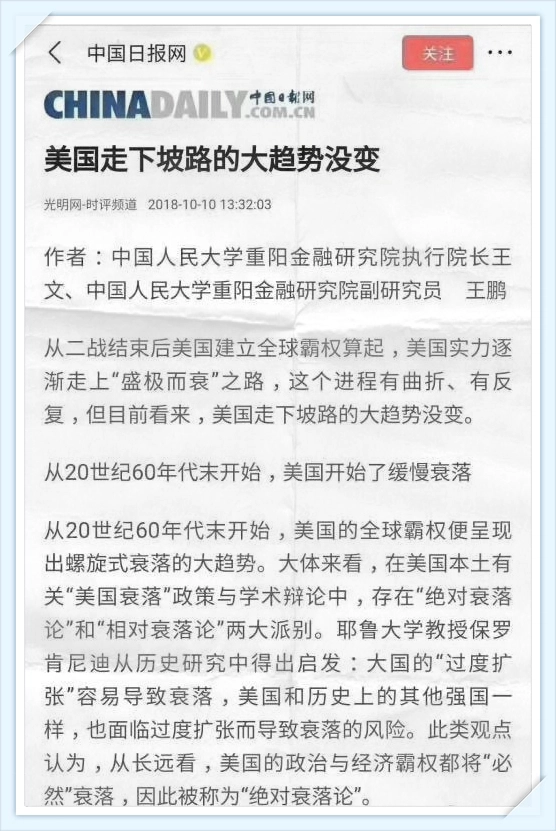 中国日报网
关注
CHINADAILY 中国日报网
.COM.CN
美国走下坡路的大趋势没变
光明网-时评频道 2018-10-10 13:32:03
作者：中国人民大学重阳金融研究院执行院长王
文、中国人民大学重阳金融研究院副研究员 王鹏
从二战结束后美国建立全球霸权算起，美国实力逐
渐走上“盛极而衰”之路，这个进程有曲折、有反
复，但目前看来，美国走下坡路的大趋势没变。
从20世纪60年代末开始，美国开始了缓慢衰落
从20世纪60年代末开始，美国的全球霸权便呈现
出螺旋式衰落的大趋势。大体来看，在美国本土有
关“美国衰落”政策与学术辩论中，存在“绝对衰落
论”和“相对衰落论”两大派别。耶鲁大学教授保罗
肯尼迪从历史研究中得出启发：大国的“过度扩
张”容易导致衰落，美国和历史上的其他强国一
样，也面临过度扩张而导致衰落的风险。此类观点
认为，从长远看，美国的政治与经济霸权都将“必
然”衰落，因此被称为“绝对衰落论”。